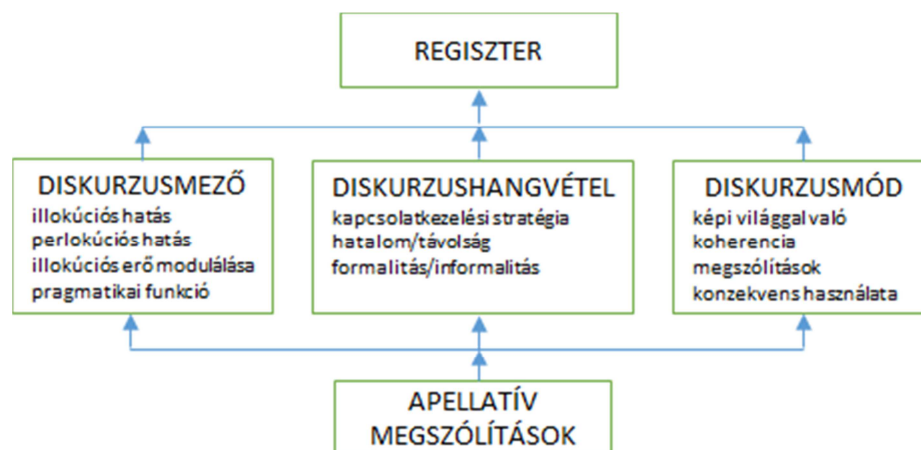 REGISZTER
DISKURZUSMEZŐ
illokúciós hatás
perlokúciós hatás
illokúciós erő modulálása
pragmatikai funkció
DISKURZUSHANGVÉTEL
kapcsolatkezelési stratégia
hatalom/távolság
formalitás/informalitás
DISKURZUSMÓD
képi világgal való
koherencia
megszólítások
konzekvens használata
APELLATÍV
MEGSZÓLÍTÁSOK